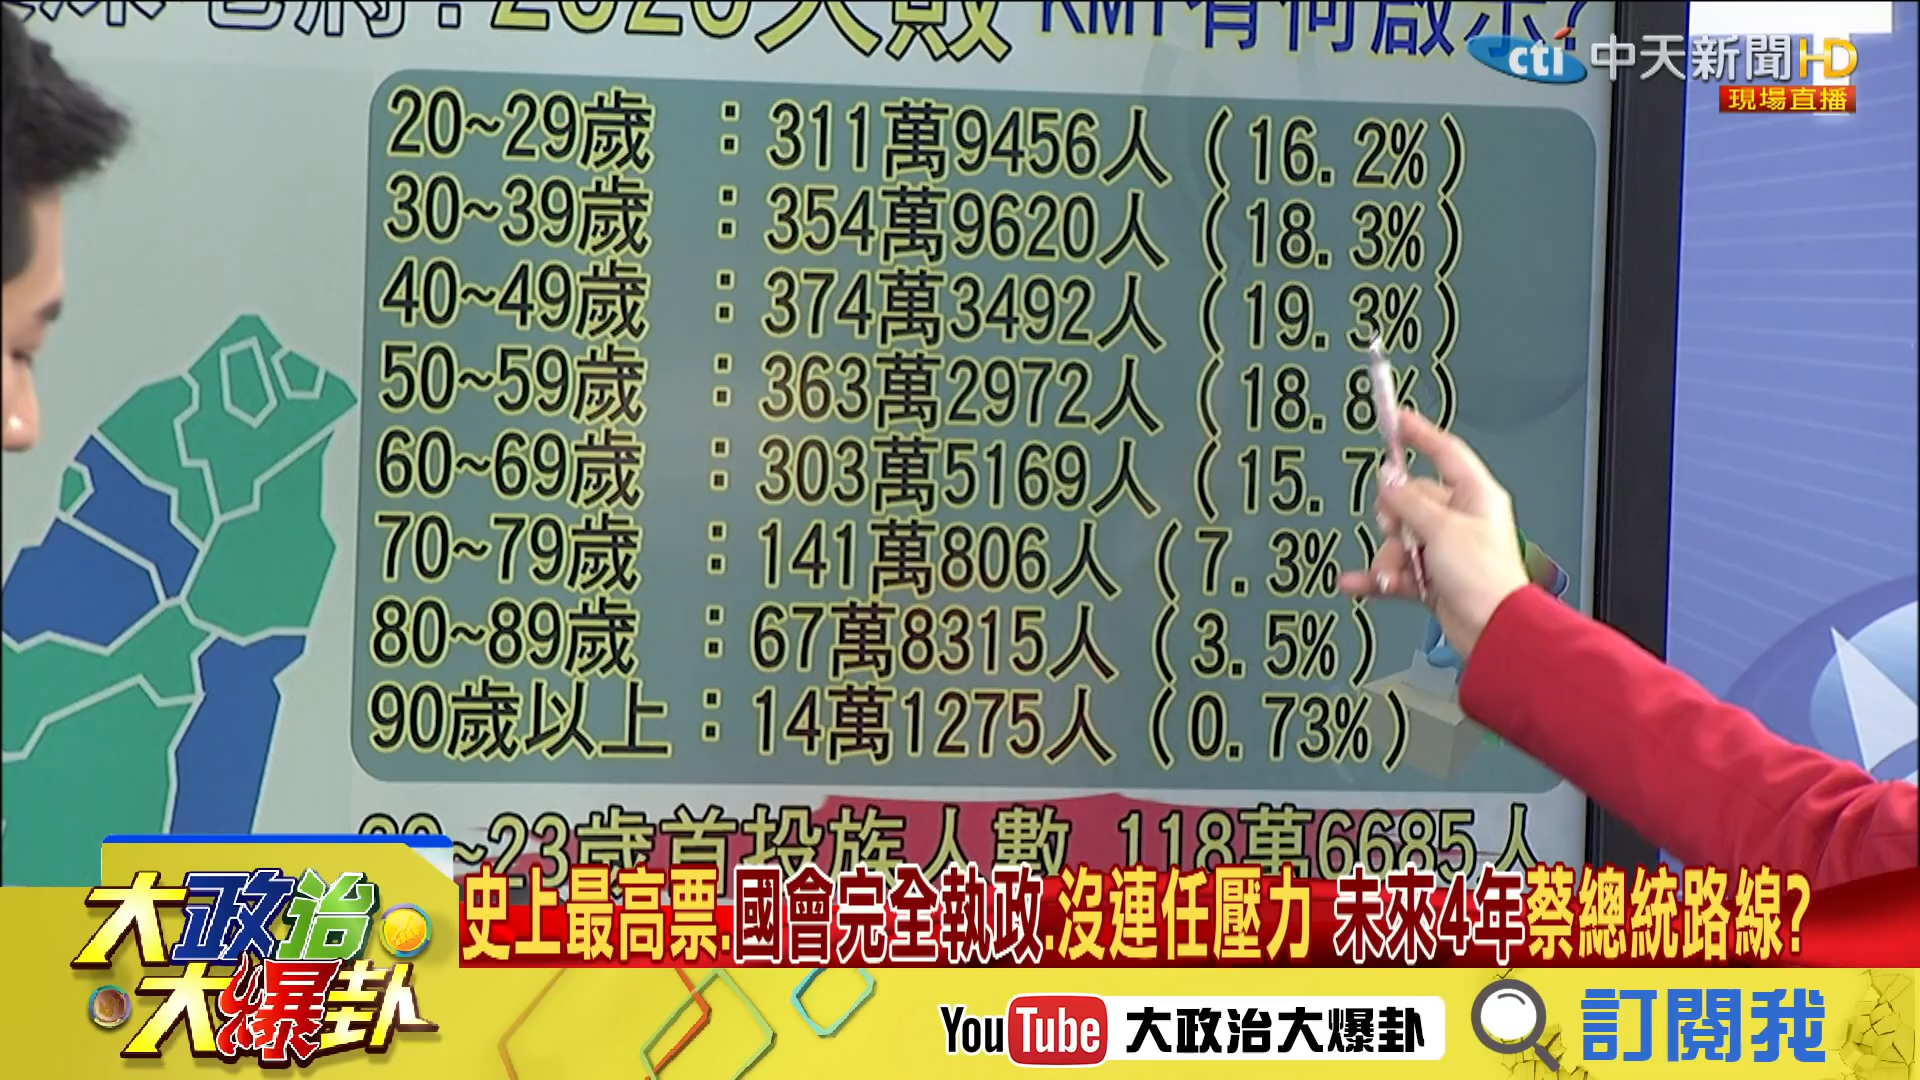 2020大敗 KMT有何啟示?
cti 中天新聞HD
現場直播
20~29歲 : 311萬9456人 (16.2%)
30~39歲 : 354萬9620人 (18.3%)
40~49歲 : 374萬3492人 (19.3%)
50~59歲 : 363萬2972人 (18.8%)
60~69歲 : 303萬5169人 (15.7%
70~79歲 : 141萬806人 (7.3%)
80~89歲 : 67萬8315人 (3.5%)
90歲以上 : 14萬1275人 (0.73%)
20~23歲首投族人數 118萬6685人
史上最高票.國會完全執政.沒連任壓力 未來4年蔡總統路線?
大政治
大爆卦
YouTube 大政治大爆卦
訂閱我